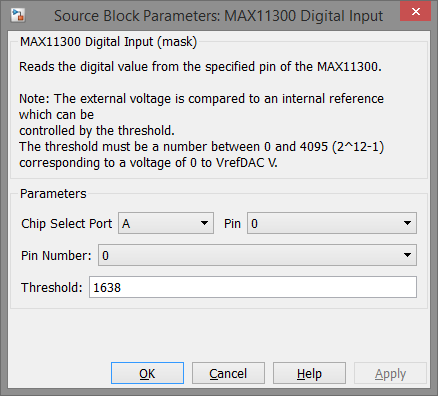 Source Block Parameters: MAX11300 Digital Input
MAX11300 Digital Input (mask)
Reads the digital value from the specified pin of the MAX11300.
Note: The external voltage is compared to an internal reference
which can be
controlled by the threshold.
The threshold must be a number between 0 and 4095 (2^12-1)
corresponding to a voltage of 0 to VrefDAC V.
Parameters
Chip Select Port A Pin 0
Pin Number: 0
Threshold: 1638
OK Cancel Help Apply